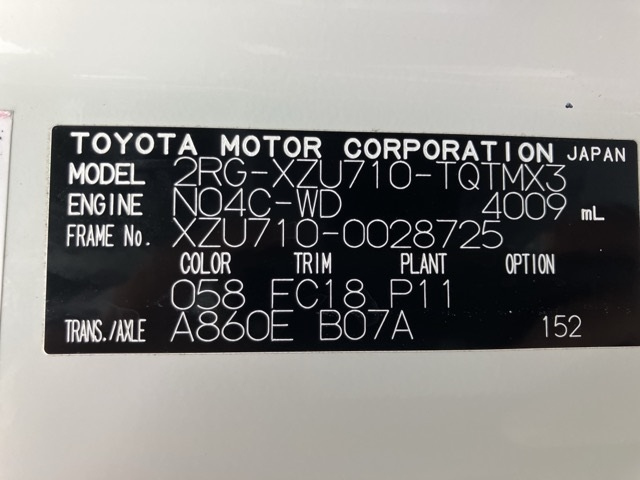 TOYOTA MOTOR CORPORATION JAPAN
MODEL 2RG-XZU710-TQTMX3
ENGINE N04C-WD 4009 mL
FRAME No. XZU710-0028725
COLOR TRIM PLANT OPTION
058 FC18 P11
TRANS./AXLE A860E B07A 152